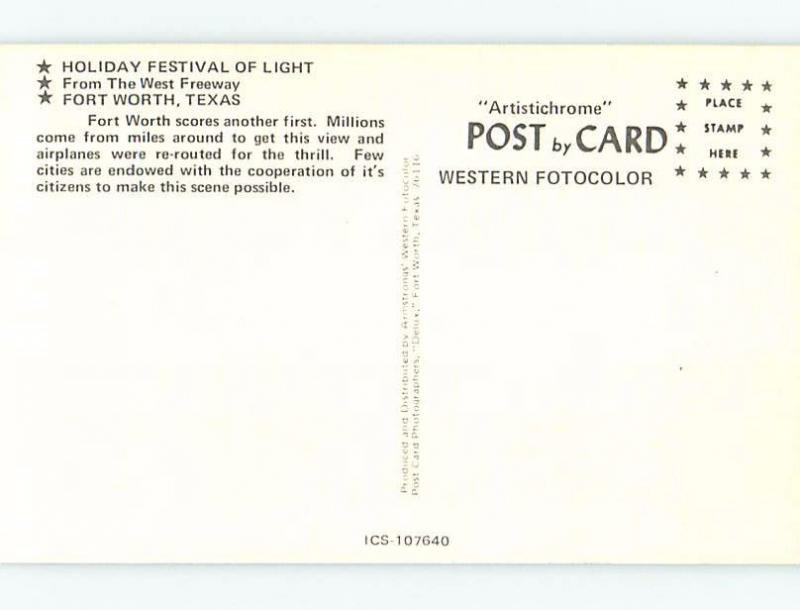 ★ HOLIDAY FESTIVAL OF LIGHT
★ From The West Freeway
★ FORT WORTH, TEXAS
Fort Worth scores another first. Millions
come from miles around to get this view and
airplanes were re-routed for the thrill. Few
cities are endowed with the cooperation of it's
citizens to make this scene possible.
Produced and Distributed by Armstrongs' Western Fotocolor
Post Card Photographers, "Delux," Fort Worth, Texas 76116
"Artistichrome"
POST by CARD
WESTERN FOTOCOLOR
PLACE
STAMP
HERE
ICS-107640